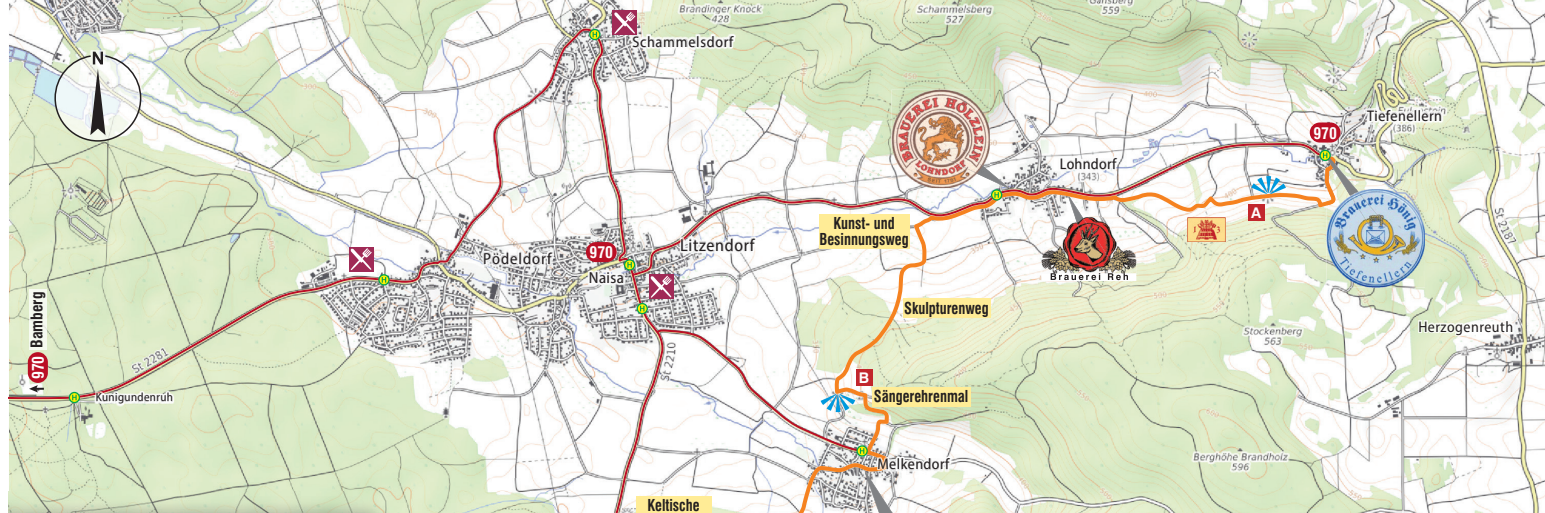 Brandinger Knock
428
Schammelsberg
527
Gansberg
559
N
Schammelsdorf
BRAUEREI HÖLZLEIN
LOHNDORF
970
Tiefenellern
(386)
Lohndorf
(343)
A
Kunst- und
Besinnungsweg
Brauerei Hönig
Tiefenellern
St 2187
970
Litzendorf
Pödeldorf
Naisa
Brauerei Reh
Skulpturenweg
Stockenberg
563
Herzogenreuth
970 Bamberg
St 2281
St 2210
B
Sängerehrenmal
Kunigundenruh
Melkendorf
Berghöhe Brandholz
596
Keltische